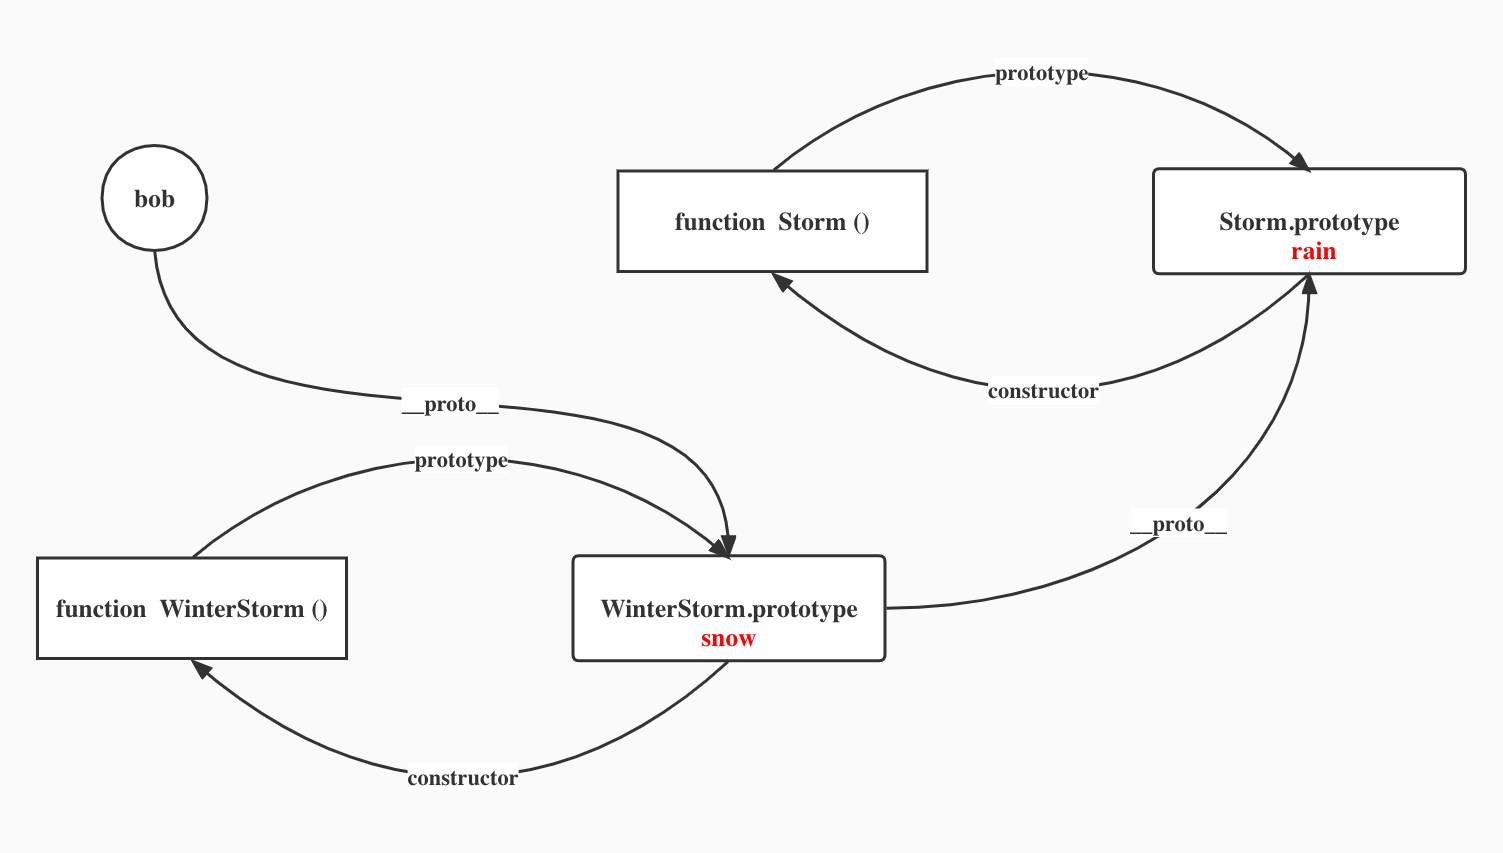 prototype
bob
function Storm ()
Storm.prototype
rain
constructor
__proto__
prototype
__proto__
function WinterStorm ()
WinterStorm.prototype
snow
constructor